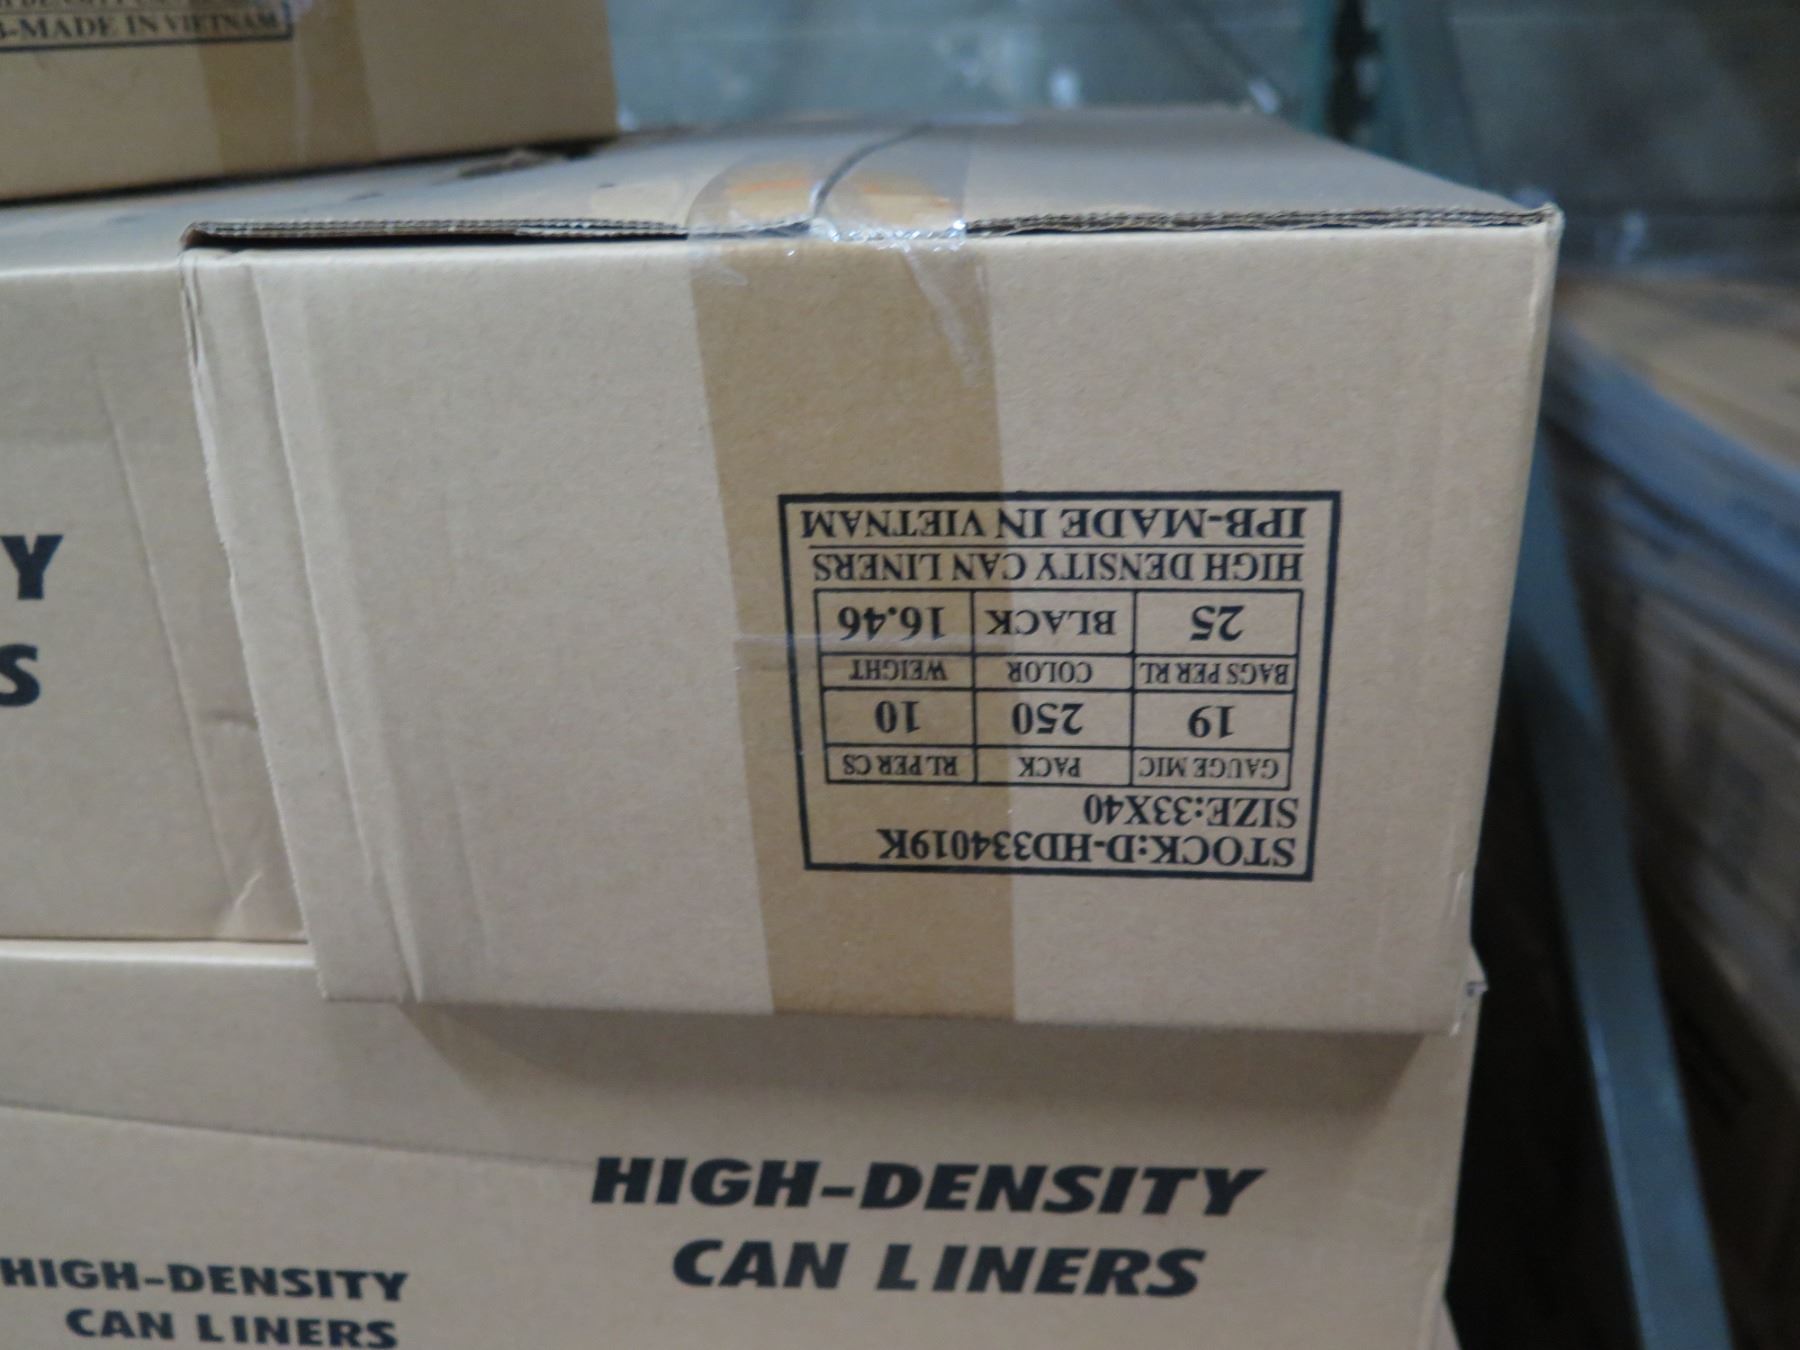 B-MADE IN VIETNAM
Y
S
STOCK:D-HD334019K
SIZE:33X40
GAUGE MIC PACK RL PER CS
19 250 10
BAGS PER RL COLOR WEIGHT
25 BLACK 16.46
HIGH DENSITY CAN LINERS
IPB-MADE IN VIETNAM
HIGH-DENSITY
CAN LINERS
HIGH-DENSITY
CAN LINERS